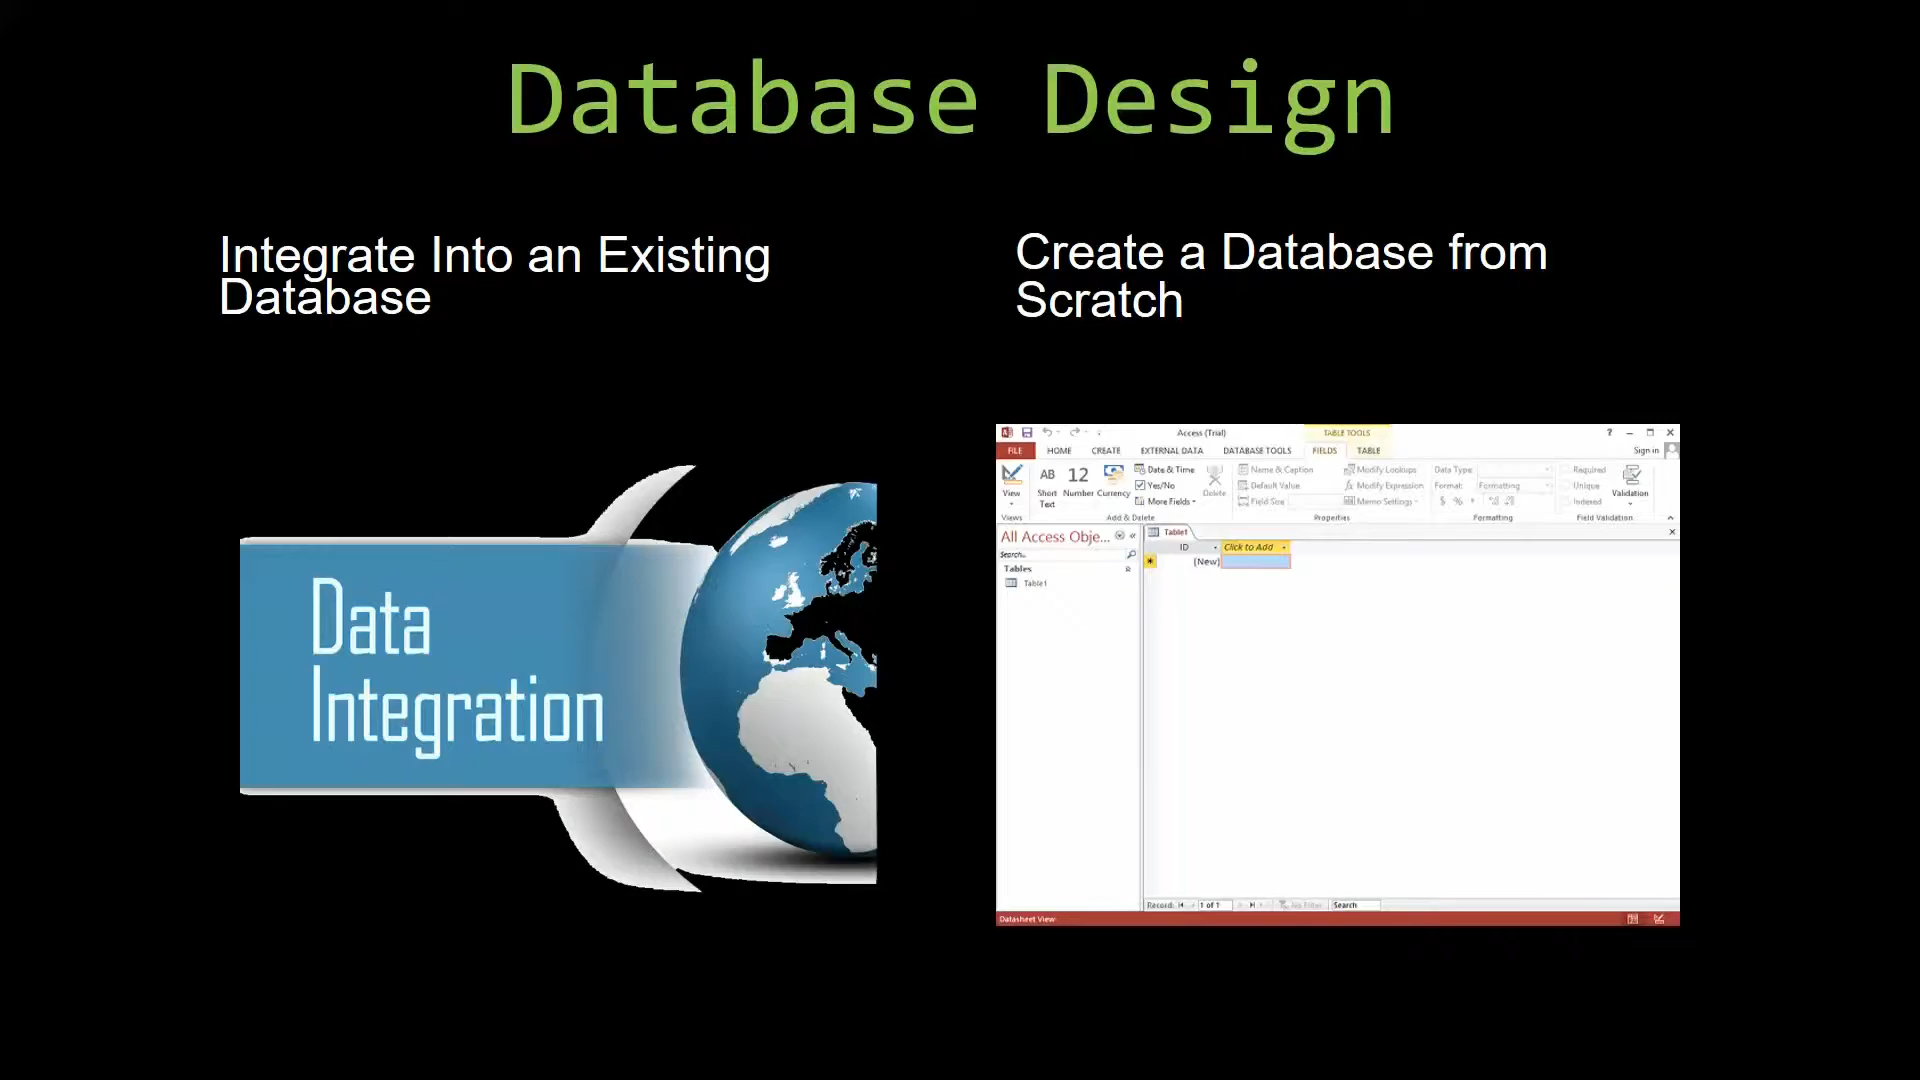 Database Design
Integrate Into an Existing
Database
Create a Database from
Scratch
Data
Integration
Access (Trial)
TABLE TOOLS
?
FILE HOME CREATE EXTERNAL DATA DATABASE TOOLS FIELDS TABLE Sign in
View
AB
Short
Text
12
Number
Currency
Date & Time
Yes/No
More Fields
Delete
Name & Caption
Default Value
Field Size
Modify Lookups
fx Modify Expression
Memo Settings
Data Type:
Format: Formatting
$ %
Required
Unique
Indexed
Validation
Views Add & Delete Properties Formatting Field Validation
All Access Obje...
Search...
Tables
Table1
Table1
ID Click to Add
(New)
Record: 1 of 1 No Filter Search
Datasheet View